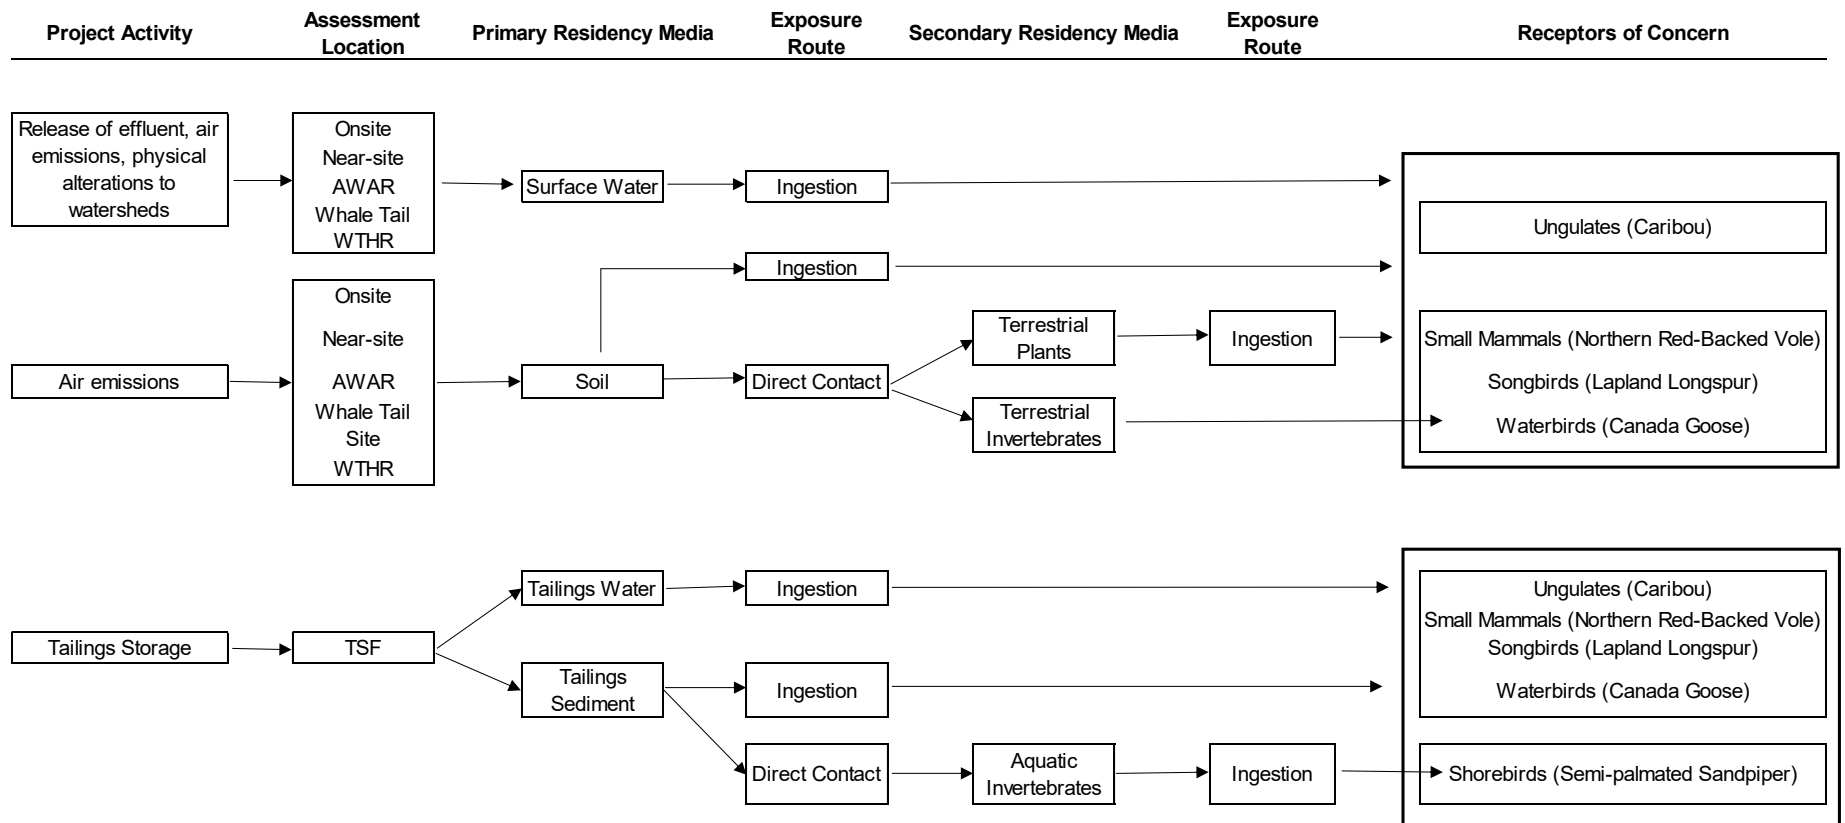 Project Activity
Assessment
Location
Primary Residency Media
Exposure
Route
Secondary Residency Media
Exposure
Route
Receptors of Concern
Release of effluent, air
emissions, physical
alterations to
watersheds
Onsite
Near-site
AWAR
Whale Tail
WTHR
Surface Water
Ingestion
Ungulates (Caribou)
Ingestion
Air emissions
Onsite
Near-site
AWAR
Whale Tail
Site
WTHR
Soil
Direct Contact
Terrestrial
Plants
Ingestion
Terrestrial
Invertebrates
Small Mammals (Northern Red-Backed Vole)
Songbirds (Lapland Longspur)
Waterbirds (Canada Goose)
Tailings Storage
TSF
Tailings Water
Ingestion
Tailings
Sediment
Ingestion
Ungulates (Caribou)
Small Mammals (Northern Red-Backed Vole)
Songbirds (Lapland Longspur)
Waterbirds (Canada Goose)
Direct Contact
Aquatic
Invertebrates
Ingestion
Shorebirds (Semi-palmated Sandpiper)